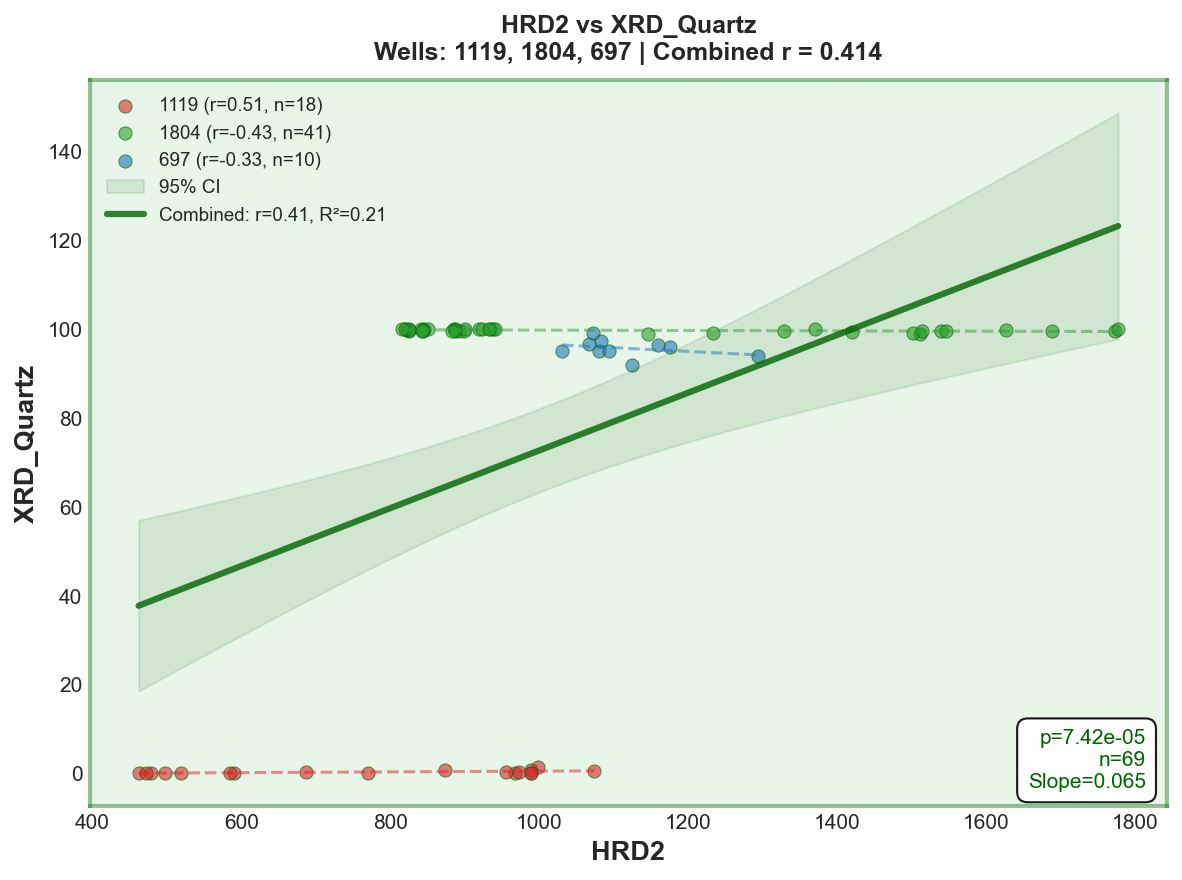 HRD2 vs XRD_Quartz
Wells: 1119, 1804, 697 | Combined r = 0.414
1119 (r=0.51, n=18)
1804 (r=-0.43, n=41)
697 (r=-0.33, n=10)
95% CI
Combined: r=0.41, R²=0.21
XRD_Quartz
140
120
100
80
60
40
20
0
p=7.42e-05
n=69
Slope=0.065
400 600 800 1000 1200 1400 1600 1800
HRD2